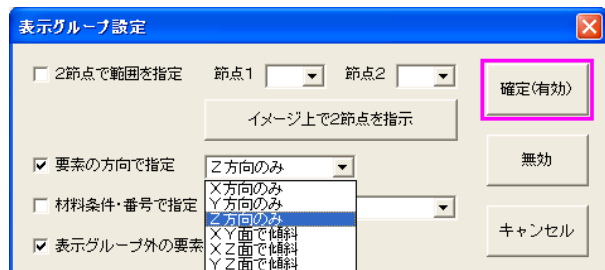 表示グループ設定
2節点で範囲を指定 節点1 節点2
確定(有効)
イメージ上で2節点を指示
要素の方向で指定 Z方向のみ
無効
X方向のみ
材料条件・番号で指定 Y方向のみ
Z方向のみ
キャンセル
XY面で傾斜
表示グループ外の要素 XZ面で傾斜
YZ面で傾斜